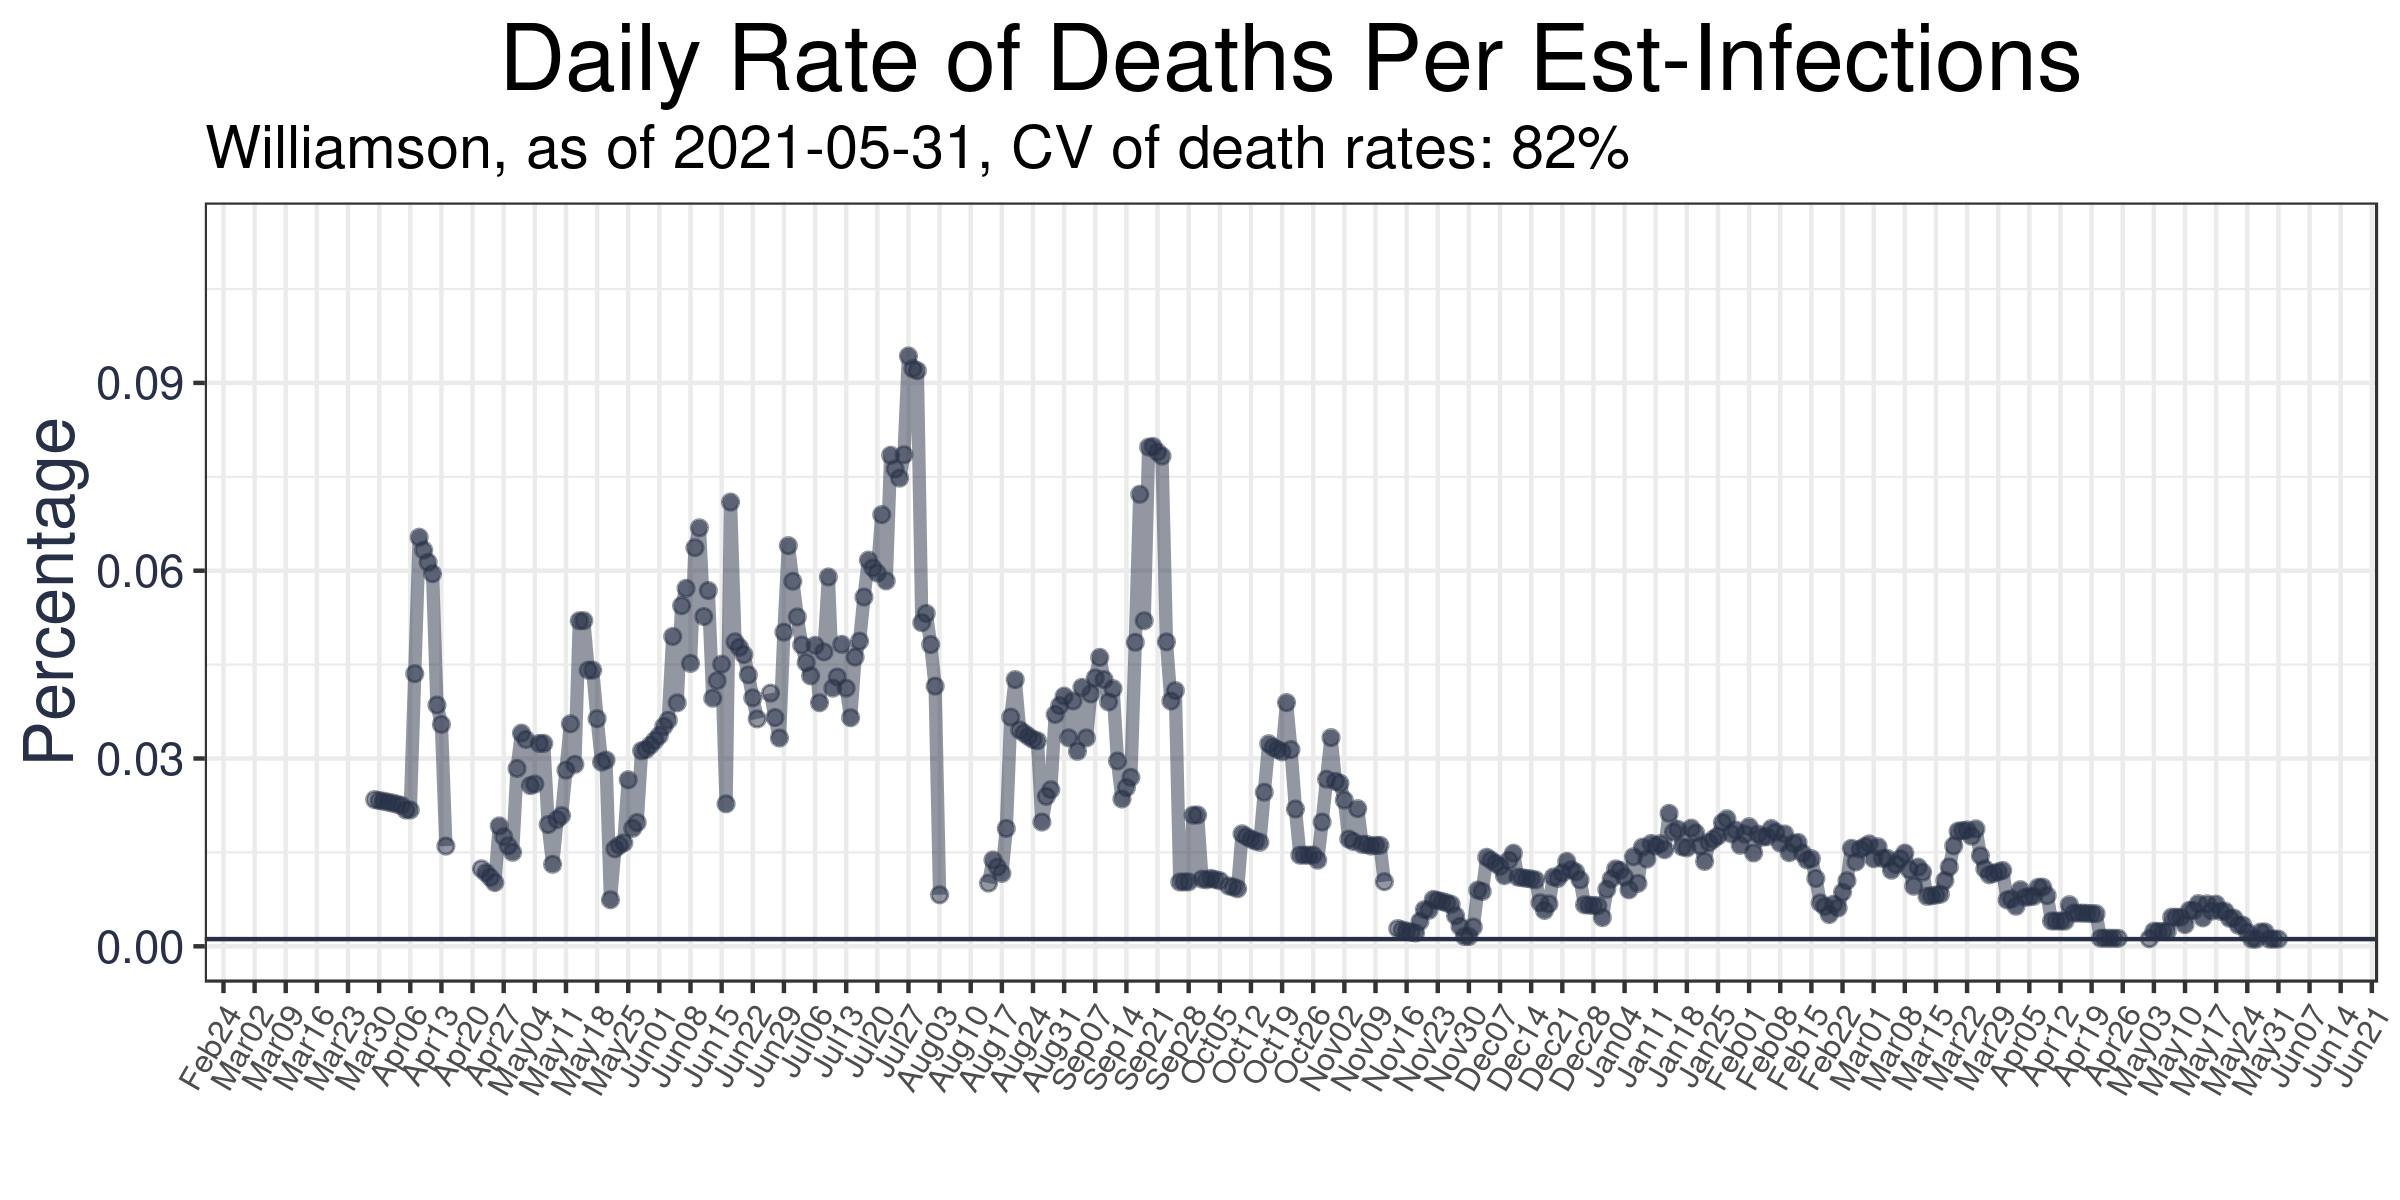 Daily Rate of Deaths Per Est-Infections
Williamson, as of 2021-05-31, CV of death rates: 82%
Percentage
0.09
0.06
0.03
0.00
Feb24
Mar02
Mar09
Mar16
Mar23
Mar30
Apr06
Apr13
Apr20
Apr27
May04
May11
May18
May25
Jun01
Jun08
Jun15
Jun22
Jun29
Jul06
Jul13
Jul20
Jul27
Aug03
Aug10
Aug17
Aug24
Aug31
Sep07
Sep14
Sep21
Sep28
Oct05
Oct12
Oct19
Oct26
Nov02
Nov09
Nov16
Nov23
Nov30
Dec07
Dec14
Dec21
Dec28
Jan04
Jan11
Jan18
Jan25
Feb01
Feb08
Feb15
Feb22
Mar01
Mar08
Mar15
Mar22
Mar29
Apr05
Apr12
Apr19
Apr26
May03
May10
May17
May24
May31
Jun07
Jun14
Jun21